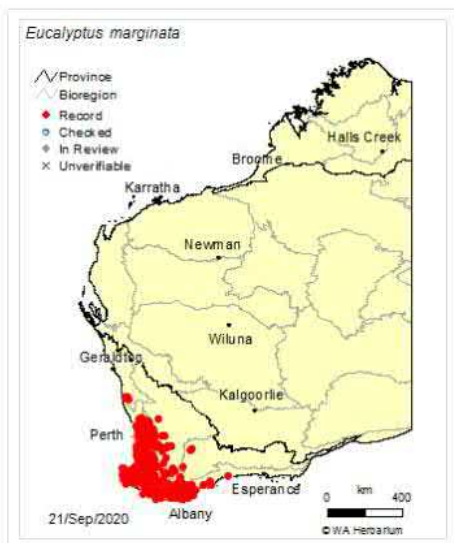 Eucalyptus marginata
Province
Bioregion
Record
Checked
In Review
Unverifiable
Halls Creek
Broome
Karratha
Newman
Wiluna
Geraldton
Kalgoorlie
Perth
Esperance
Albany
km
0 400
21/Sep/2020
© WA Herbarium